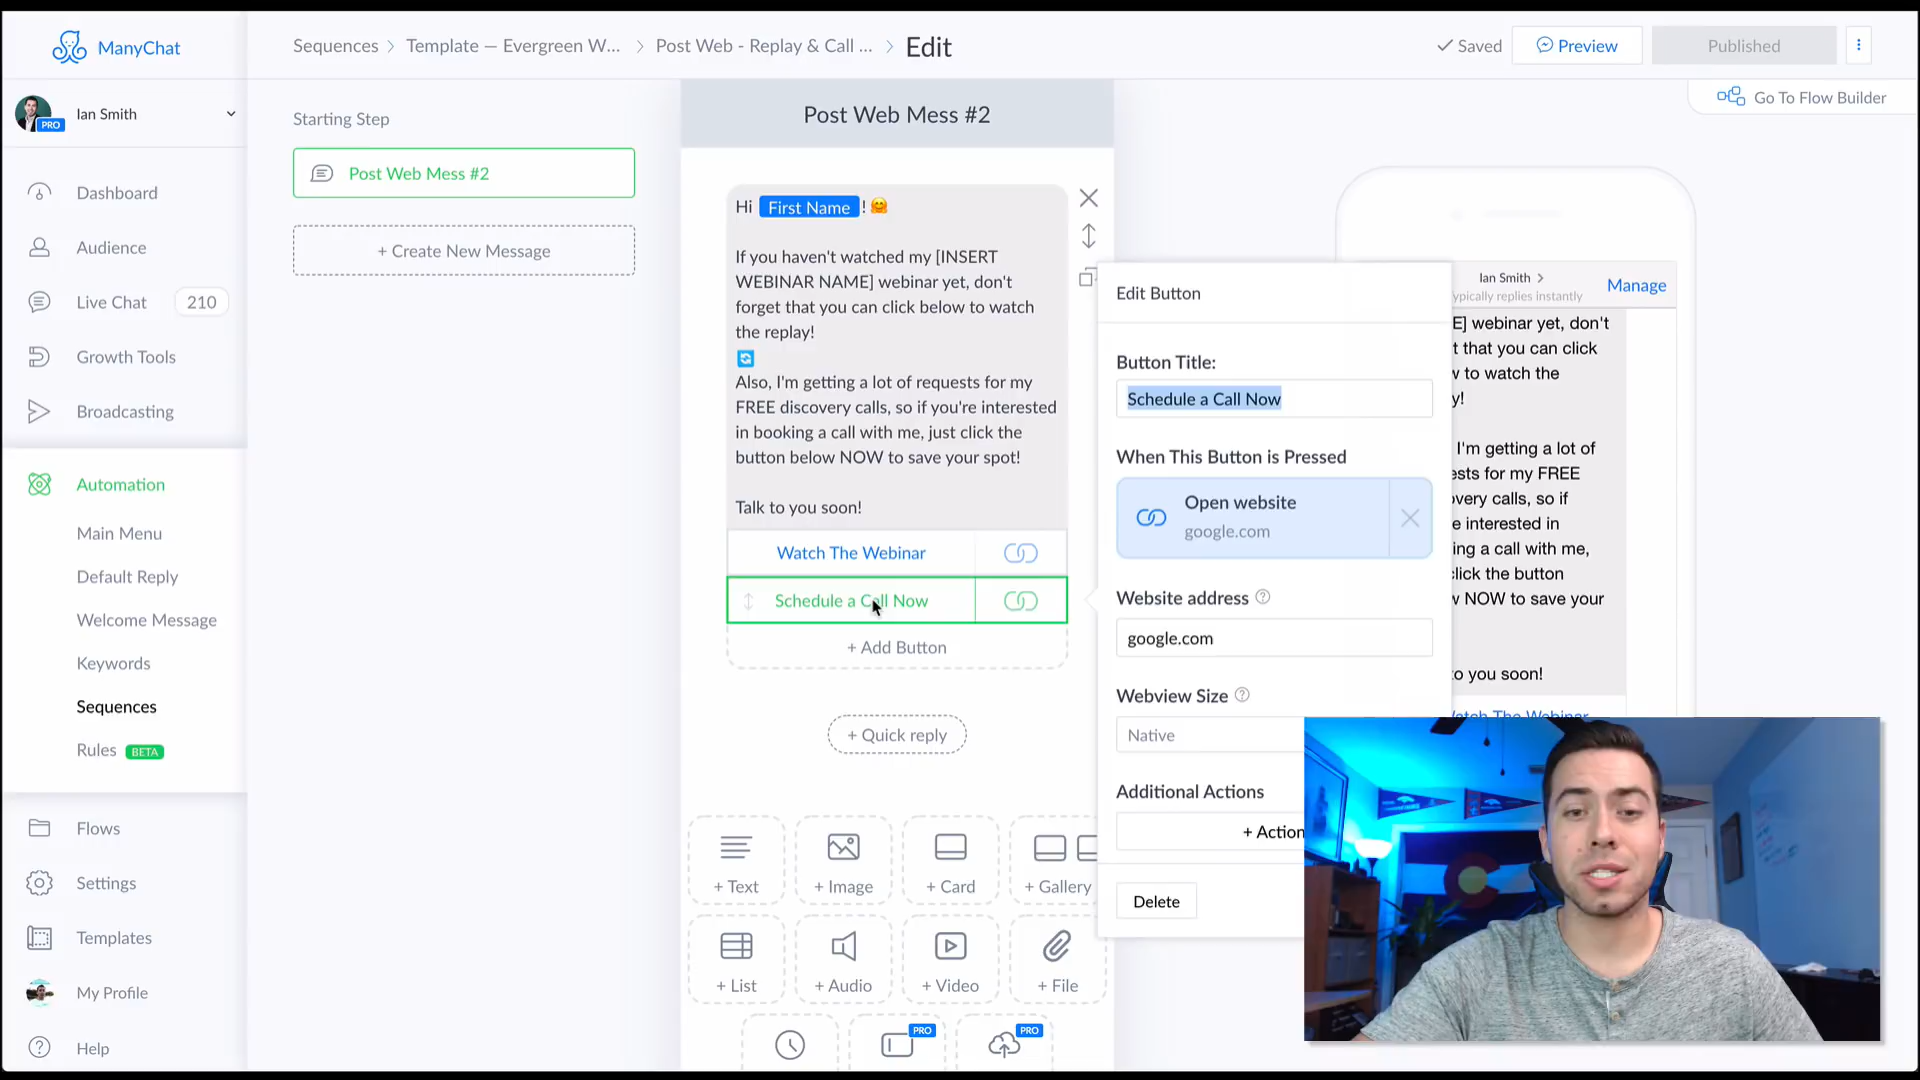 ManyChat
Sequences > Template — Evergreen W... > Post Web - Replay & Call ... > Edit
Saved
Preview
Published
Ian Smith
PRO
Go To Flow Builder
Dashboard
Audience
Live Chat 210
Growth Tools
Broadcasting
Automation
Main Menu
Default Reply
Welcome Message
Keywords
Sequences
Rules BETA
Flows
Settings
Templates
My Profile
Help
Starting Step
Post Web Mess #2
+ Create New Message
Post Web Mess #2
Hi First Name ! 🤗
If you haven't watched my [INSERT
WEBINAR NAME] webinar yet, don't
forget that you can click below to watch
the replay!
🔄
Also, I'm getting a lot of requests for my
FREE discovery calls, so if you're interested
in booking a call with me, just click the
button below NOW to save your spot!
Talk to you soon!
Watch The Webinar
Schedule a Call Now
+ Add Button
+ Quick reply
+ Text
+ Image
+ Card
+ Gallery
+ List
+ Audio
+ Video
+ File
PRO
PRO
Edit Button
Button Title:
Schedule a Call Now
When This Button is Pressed
Open website
google.com
Website address
google.com
Webview Size
Native
Additional Actions
+ Action
Delete
Ian Smith >
ypically replies instantly
Manage
E] webinar yet, don't
t that you can click
w to watch the
y!
I'm getting a lot of
ests for my FREE
overy calls, so if
e interested in
ing a call with me,
click the button
w NOW to save your
to you soon!
Watch The Webinar